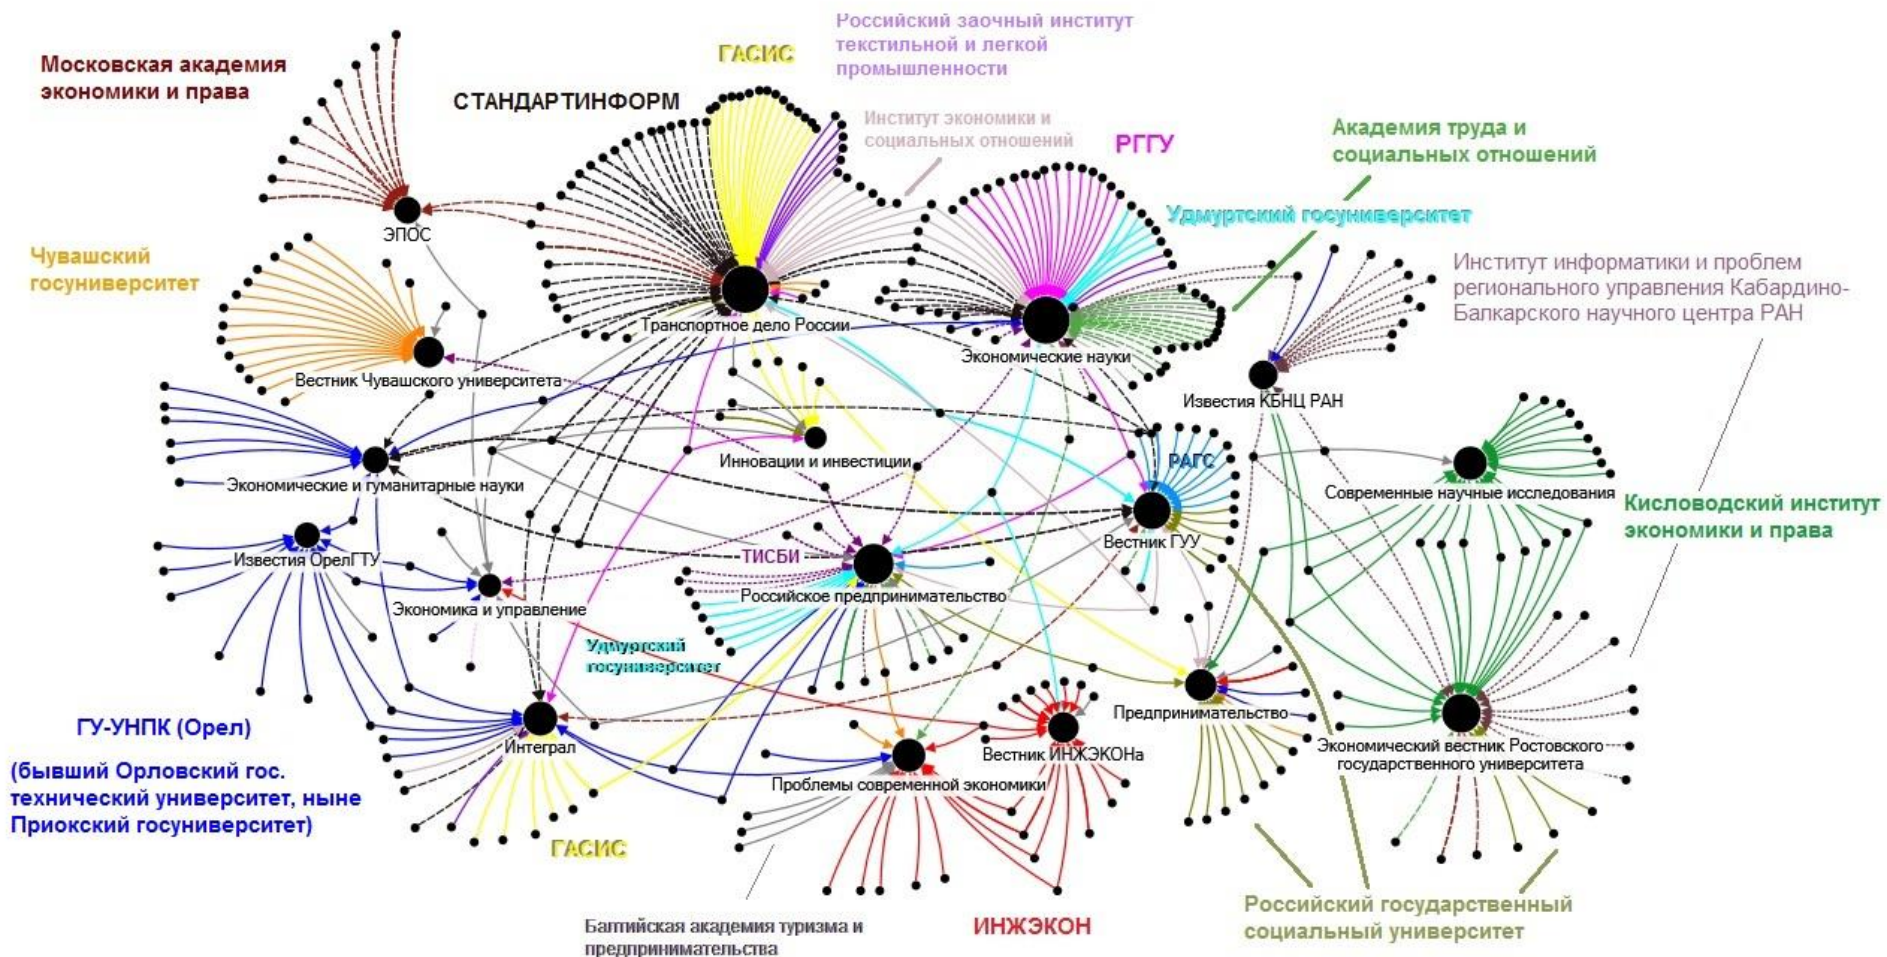 Российский заочный институт
текстильной и легкой
промышленности
ГАСИС
Московская академия
экономики и права
СТАНДАРТИНФОРМ
Институт экономики и
социальных отношений
РГГУ
Академия труда и
социальных отношений
Удмуртский госуниверситет
ЭПОС
Чувашский
госуниверситет
Институт информатики и проблем
регионального управления Кабардино-
Балкарского научного центра РАН
Транспортное дело России
Экономические науки
Вестник Чувашского университета
Известия КБНЦ РАН
Инновации и инвестиции
РАГС
Экономические и гуманитарные науки
Современные научные исследования
Кисловодский институт
экономики и права
Вестник ГУУ
Известия ОрелГТУ
ТИСБИ
Российское предпринимательство
Экономика и управление
Удмуртский
госуниверситет
Предпринимательство
ГУ-УНПК (Орел)
Интеграл
Вестник ИНЖЭКОНа
Экономический вестник Ростовского
государственного университета
(бывший Орловский гос.
технический университет, ныне
Приокский госуниверситет)
Проблемы современной экономики
ГАСИС
Балтийская академия туризма и
предпринимательства
ИНЖЭКОН
Российский государственный
социальный университет